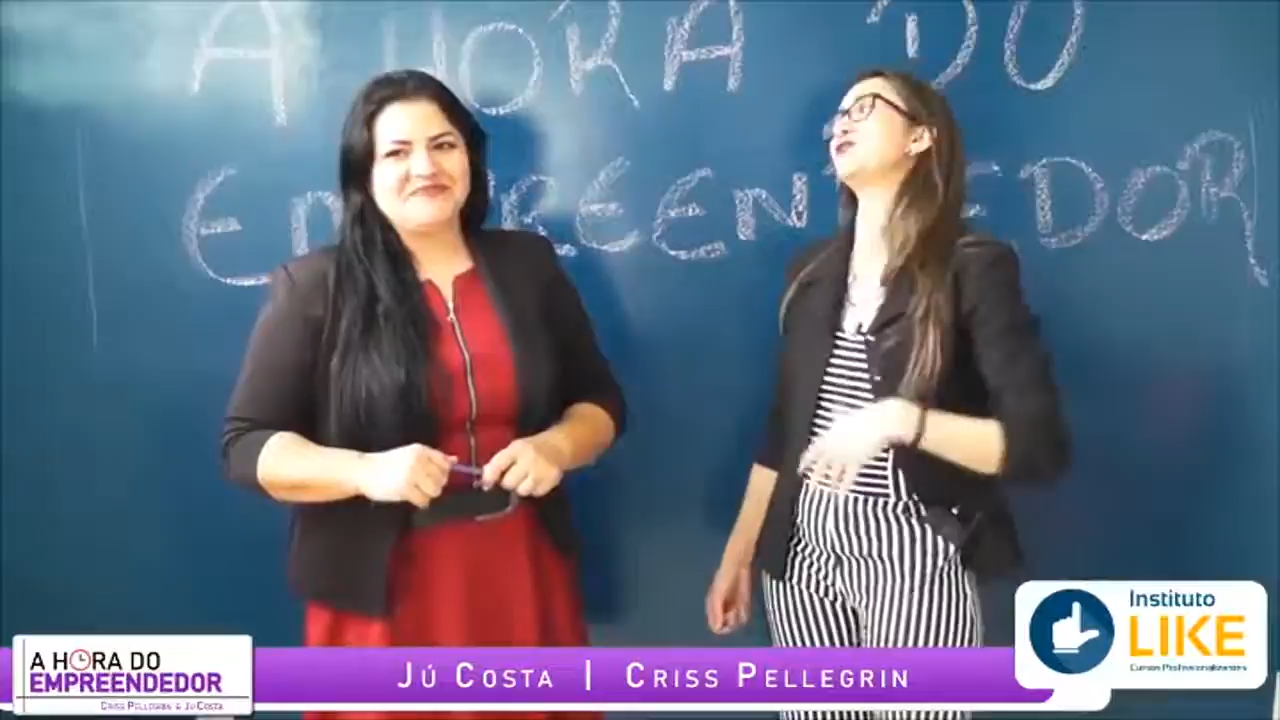 A HORA DO
EMPREENDEDOR
A HORA DO
EMPREENDEDOR
CRISS PELLEGRIN & JÚ COSTA
JÚ COSTA | CRISS PELLEGRIN
Instituto
LIKE
Cursos Profissionalizantes